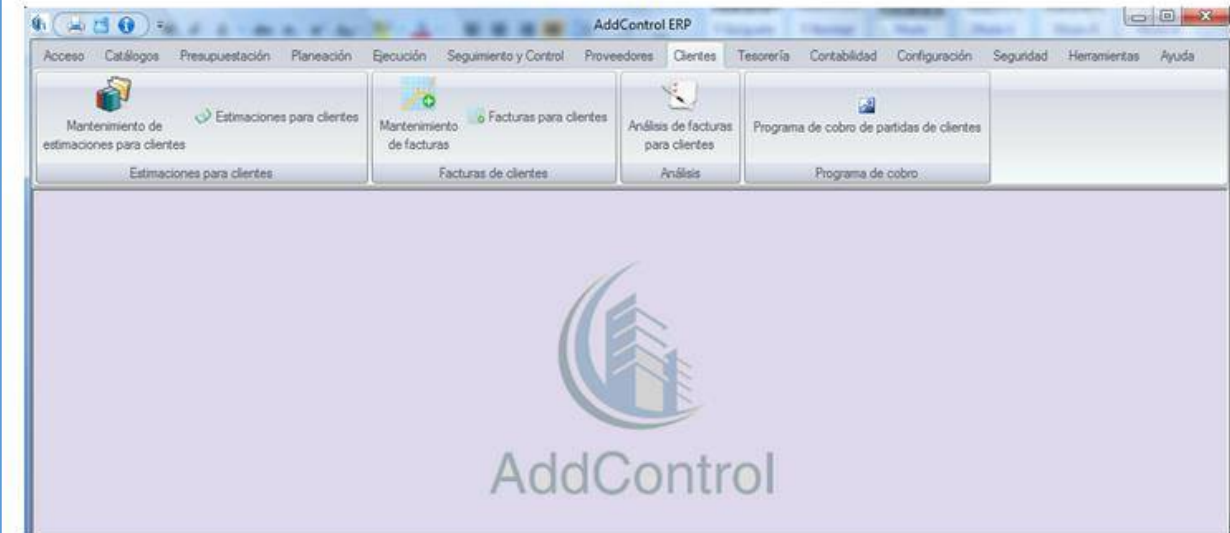 AddControl ERP
Acceso Catálogos Presupuestación Planeación Ejecución Seguimiento y Control Proveedores Clientes Tesorería Contabilidad Configuración Seguridad Herramientas Ayuda
Mantenimiento de
estimaciones para clientes
Estimaciones para clientes
Mantenimiento
de facturas
Facturas para clientes
Análisis de facturas
para clientes
Programa de cobro de partidas de clientes
Estimaciones para clientes Facturas de clientes Análisis Programa de cobro
AddControl